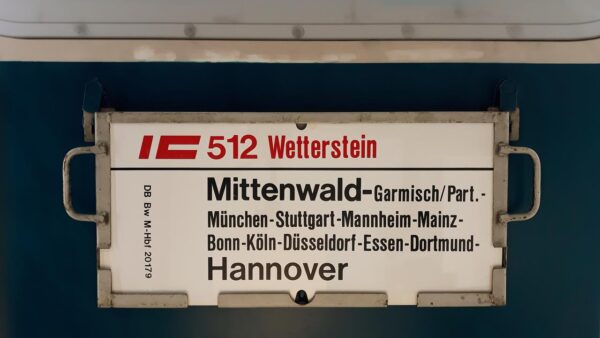 IC 512 Wetterstein
Mittenwald-Garmisch/Part.-
München-Stuttgart-Mannheim-Mainz-
Bonn-Köln-Düsseldorf-Essen-Dortmund-
Hannover
DB Bw M-Hbf 20179